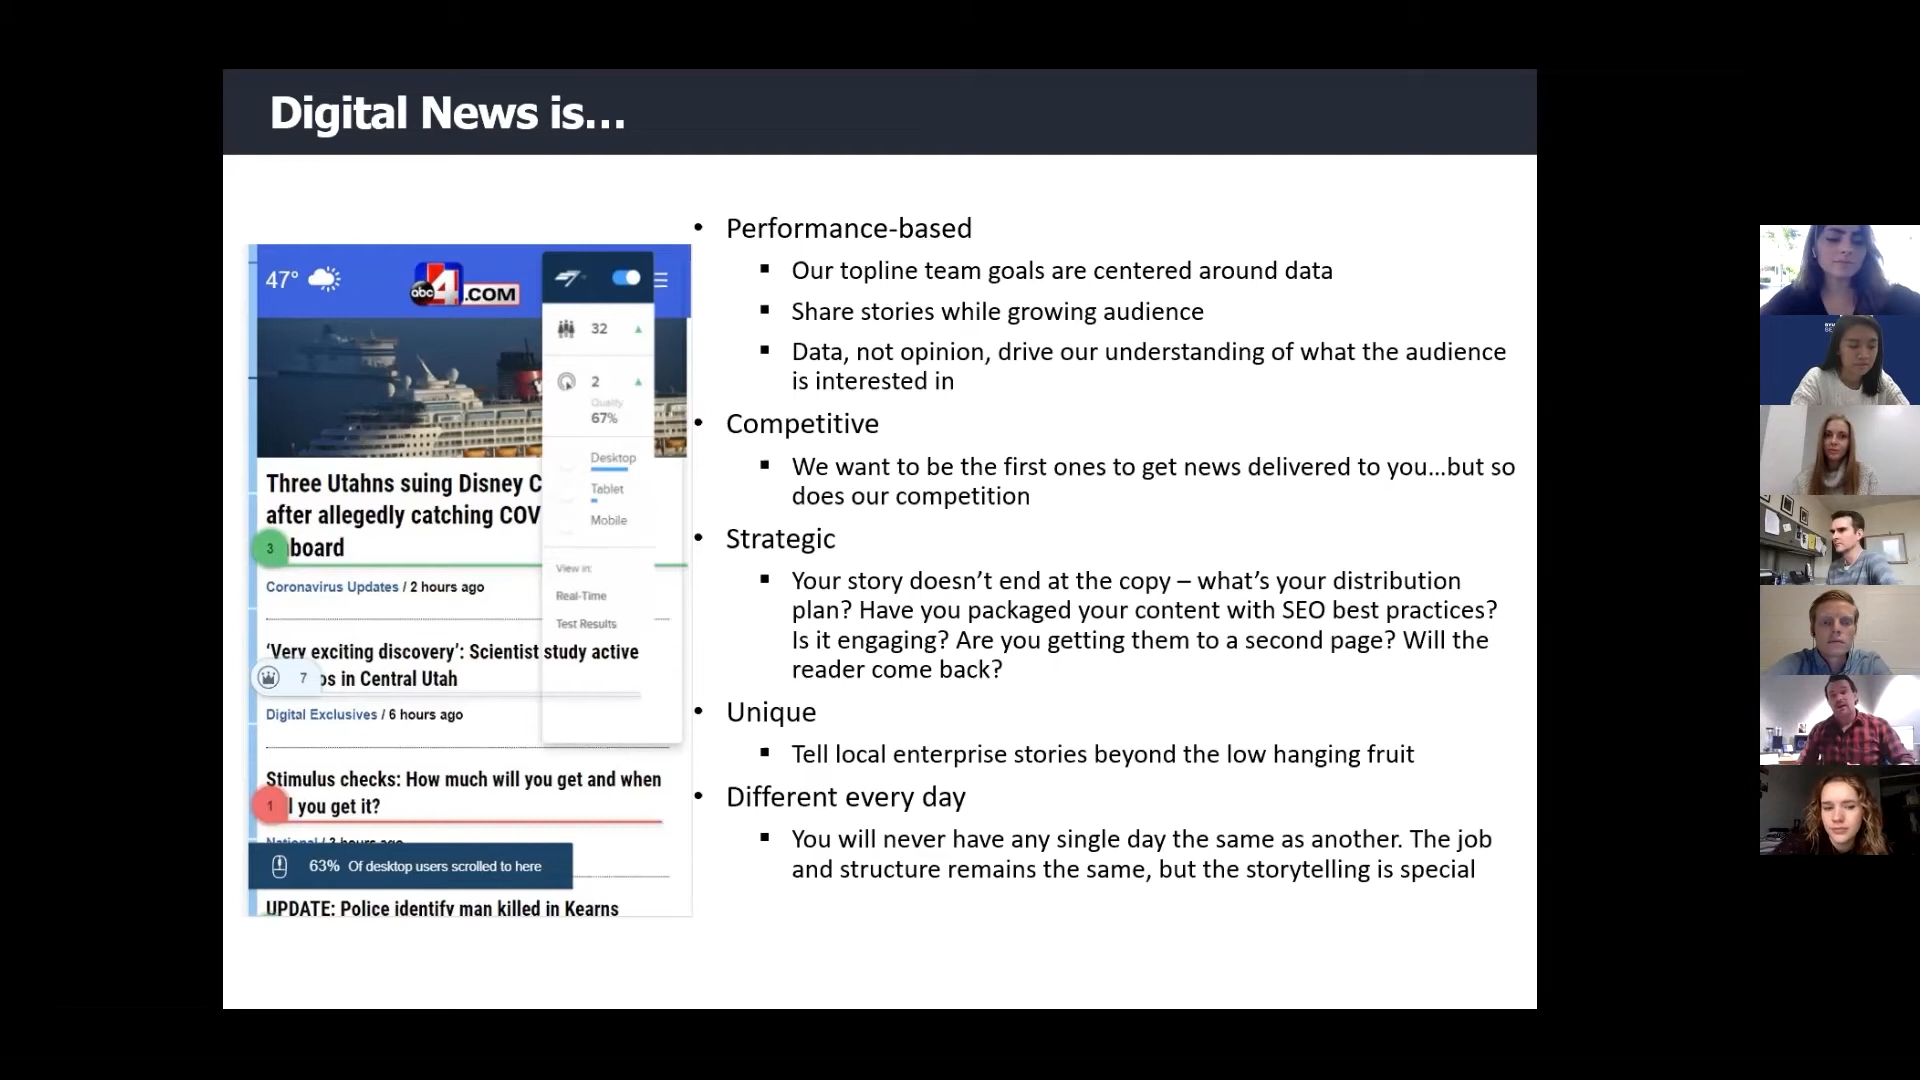 Digital News is...
47°
abc 4 .COM
32
2
Quality
67%
Desktop
Tablet
Mobile
View in:
Real-Time
Test Results
Three Utahns suing Disney C
after allegedly catching COV
board
3
Coronavirus Updates / 2 hours ago
'Very exciting discovery': Scientist study active
os in Central Utah
7
Digital Exclusives / 6 hours ago
Stimulus checks: How much will you get and when
l you get it?
1
National / 2 hours ago
63% Of desktop users scrolled to here
UPDATE: Police identify man killed in Kearns
• Performance-based
▪ Our topline team goals are centered around data
▪ Share stories while growing audience
▪ Data, not opinion, drive our understanding of what the audience
is interested in
• Competitive
▪ We want to be the first ones to get news delivered to you...but so
does our competition
• Strategic
▪ Your story doesn't end at the copy – what's your distribution
plan? Have you packaged your content with SEO best practices?
Is it engaging? Are you getting them to a second page? Will the
reader come back?
• Unique
▪ Tell local enterprise stories beyond the low hanging fruit
• Different every day
▪ You will never have any single day the same as another. The job
and structure remains the same, but the storytelling is special